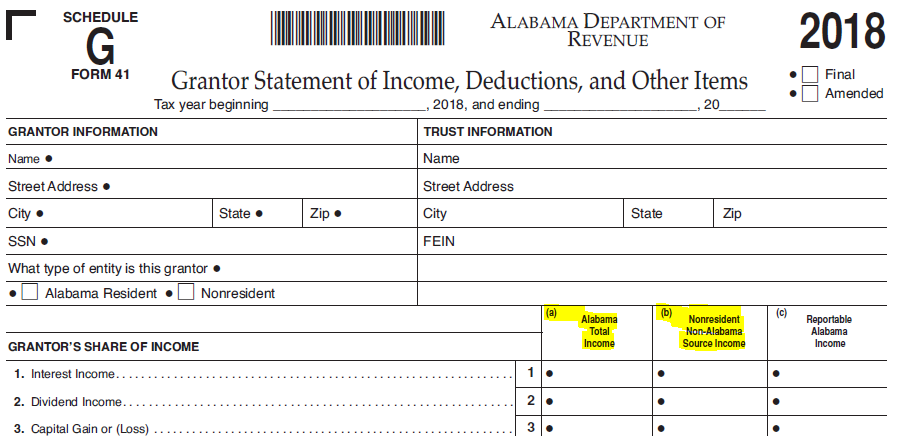 SCHEDULE
G
FORM 41
ALABAMA DEPARTMENT OF
REVENUE
2018
Grantor Statement of Income, Deductions, and Other Items
● Final
● Amended
Tax year beginning ____________________, 2018, and ending ____________________, 20______
GRANTOR INFORMATION TRUST INFORMATION
Name ● Name
Street Address ● Street Address
City ● State ● Zip ● City State Zip
SSN ● FEIN
What type of entity is this grantor ●
● Alabama Resident ● Nonresident
(a) Alabama Total Income
(b) Nonresident Non-Alabama Source Income
(c) Reportable Alabama Income
GRANTOR'S SHARE OF INCOME
1. Interest Income 1 ● ● ●
2. Dividend Income 2 ● ● ●
3. Capital Gain or (Loss) 3 ● ● ●